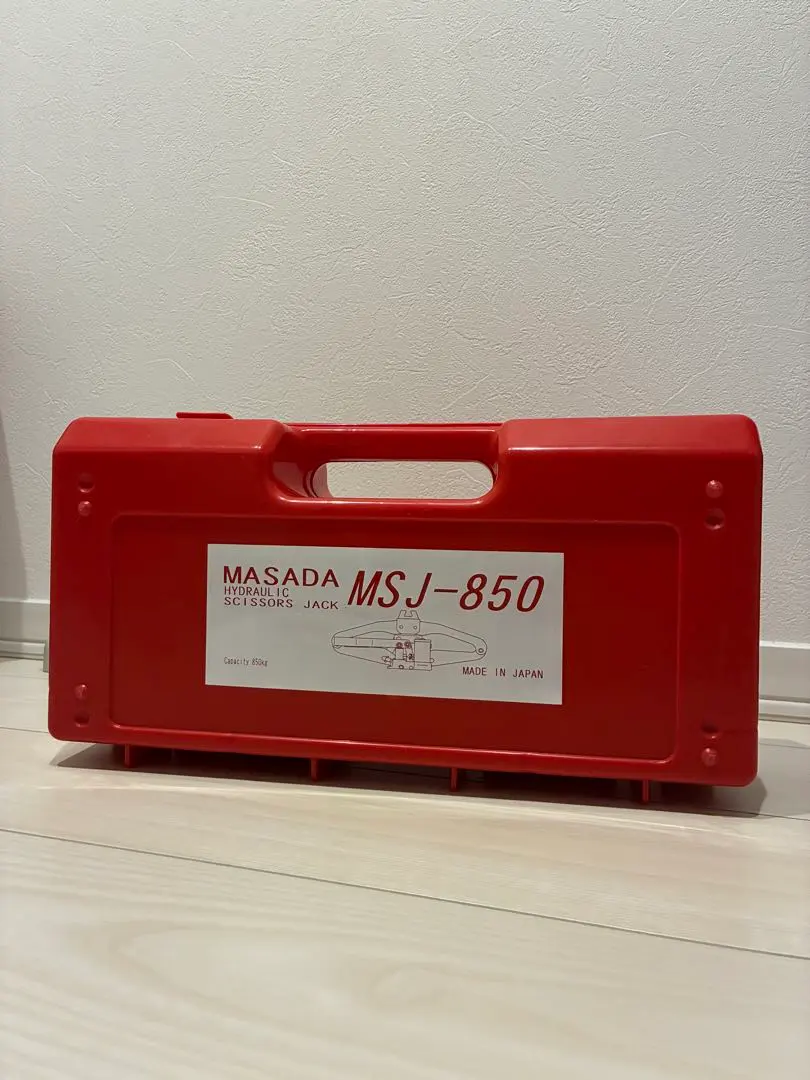 MASADA
HYDRAULIC
SCISSORS JACK
MSJ-850
Capacity 850kg
MADE IN JAPAN